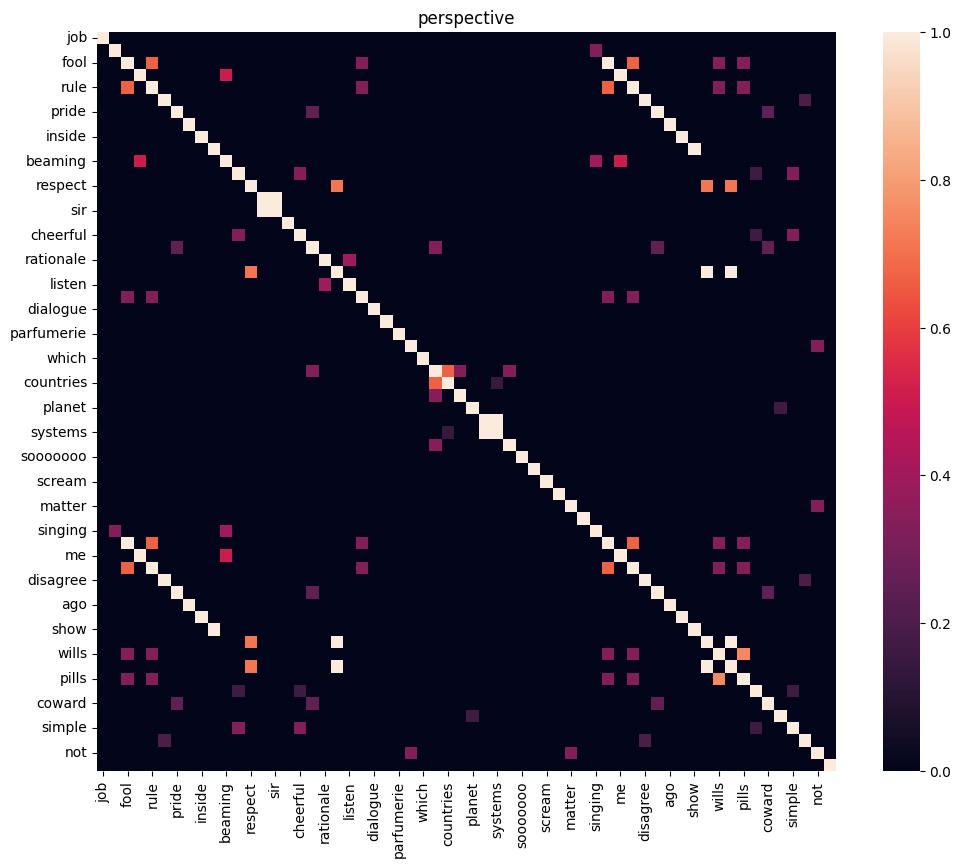 perspective
job
fool
rule
pride
inside
beaming
respect
sir
cheerful
rationale
listen
dialogue
parfumerie
which
countries
planet
systems
sooooooo
scream
matter
singing
me
disagree
ago
show
wills
pills
coward
simple
not
job
fool
rule
pride
inside
beaming
respect
sir
cheerful
rationale
listen
dialogue
parfumerie
which
countries
planet
systems
sooooooo
scream
matter
singing
me
disagree
ago
show
wills
pills
coward
simple
not
1.0
0.8
0.6
0.4
0.2
0.0